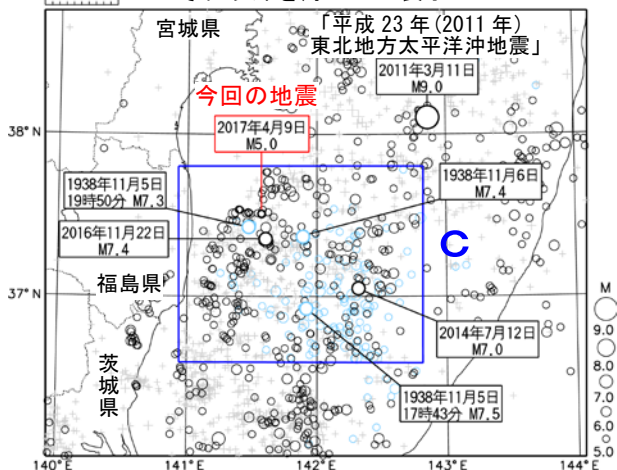 宮城県
「平成 23 年(2011 年)
東北地方太平洋沖地震」
2011年3月11日
M9.0
今回の地震
2017年4月9日
M5.0
38°N
1938年11月5日
19時50分 M7.3
1938年11月6日
M7.4
2016年11月22日
M7.4
C
福島県
37°N
2014年7月12日
M7.0
茨城県
1938年11月5日
17時43分 M7.5
M
9.0
8.0
7.0
6.0
5.0
140°E
141°E
142°E
143°E
144°E